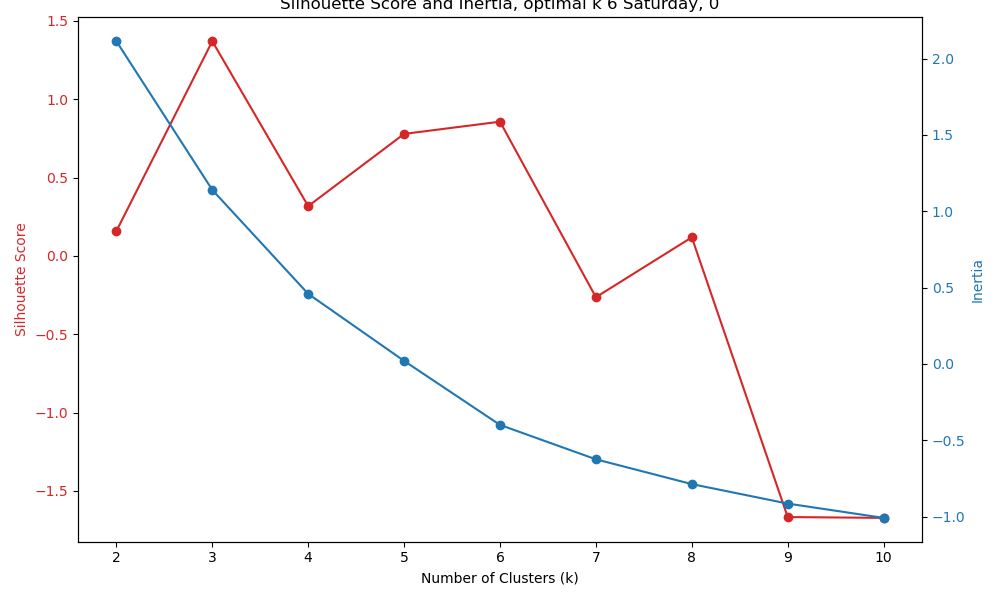 Silhouette Score and Inertia, optimal k 6 Saturday, 0
1.5
1.0
0.5
0.0
−0.5
−1.0
−1.5
Silhouette Score
2.0
1.5
1.0
0.5
0.0
−0.5
−1.0
Inertia
2 3 4 5 6 7 8 9 10
Number of Clusters (k)